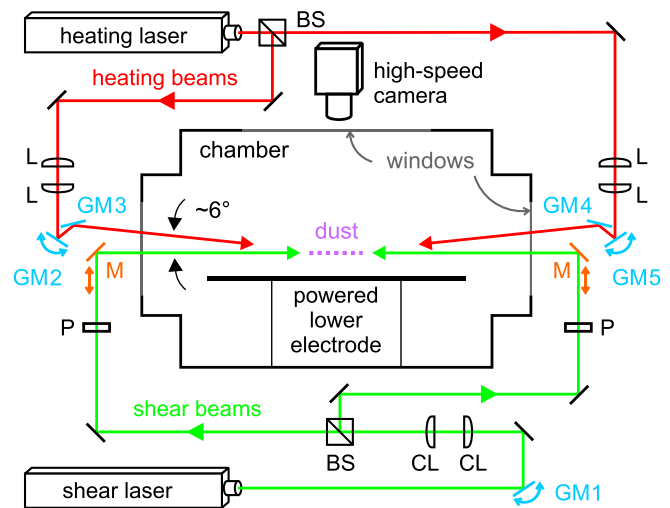 BS
heating laser
heating beams
high-speed
camera
chamber
windows
L
L
L
L
GM3
~6°
GM4
dust
GM2
M
M
GM5
P
powered
lower
electrode
P
shear beams
BS
CL
CL
shear laser
GM1